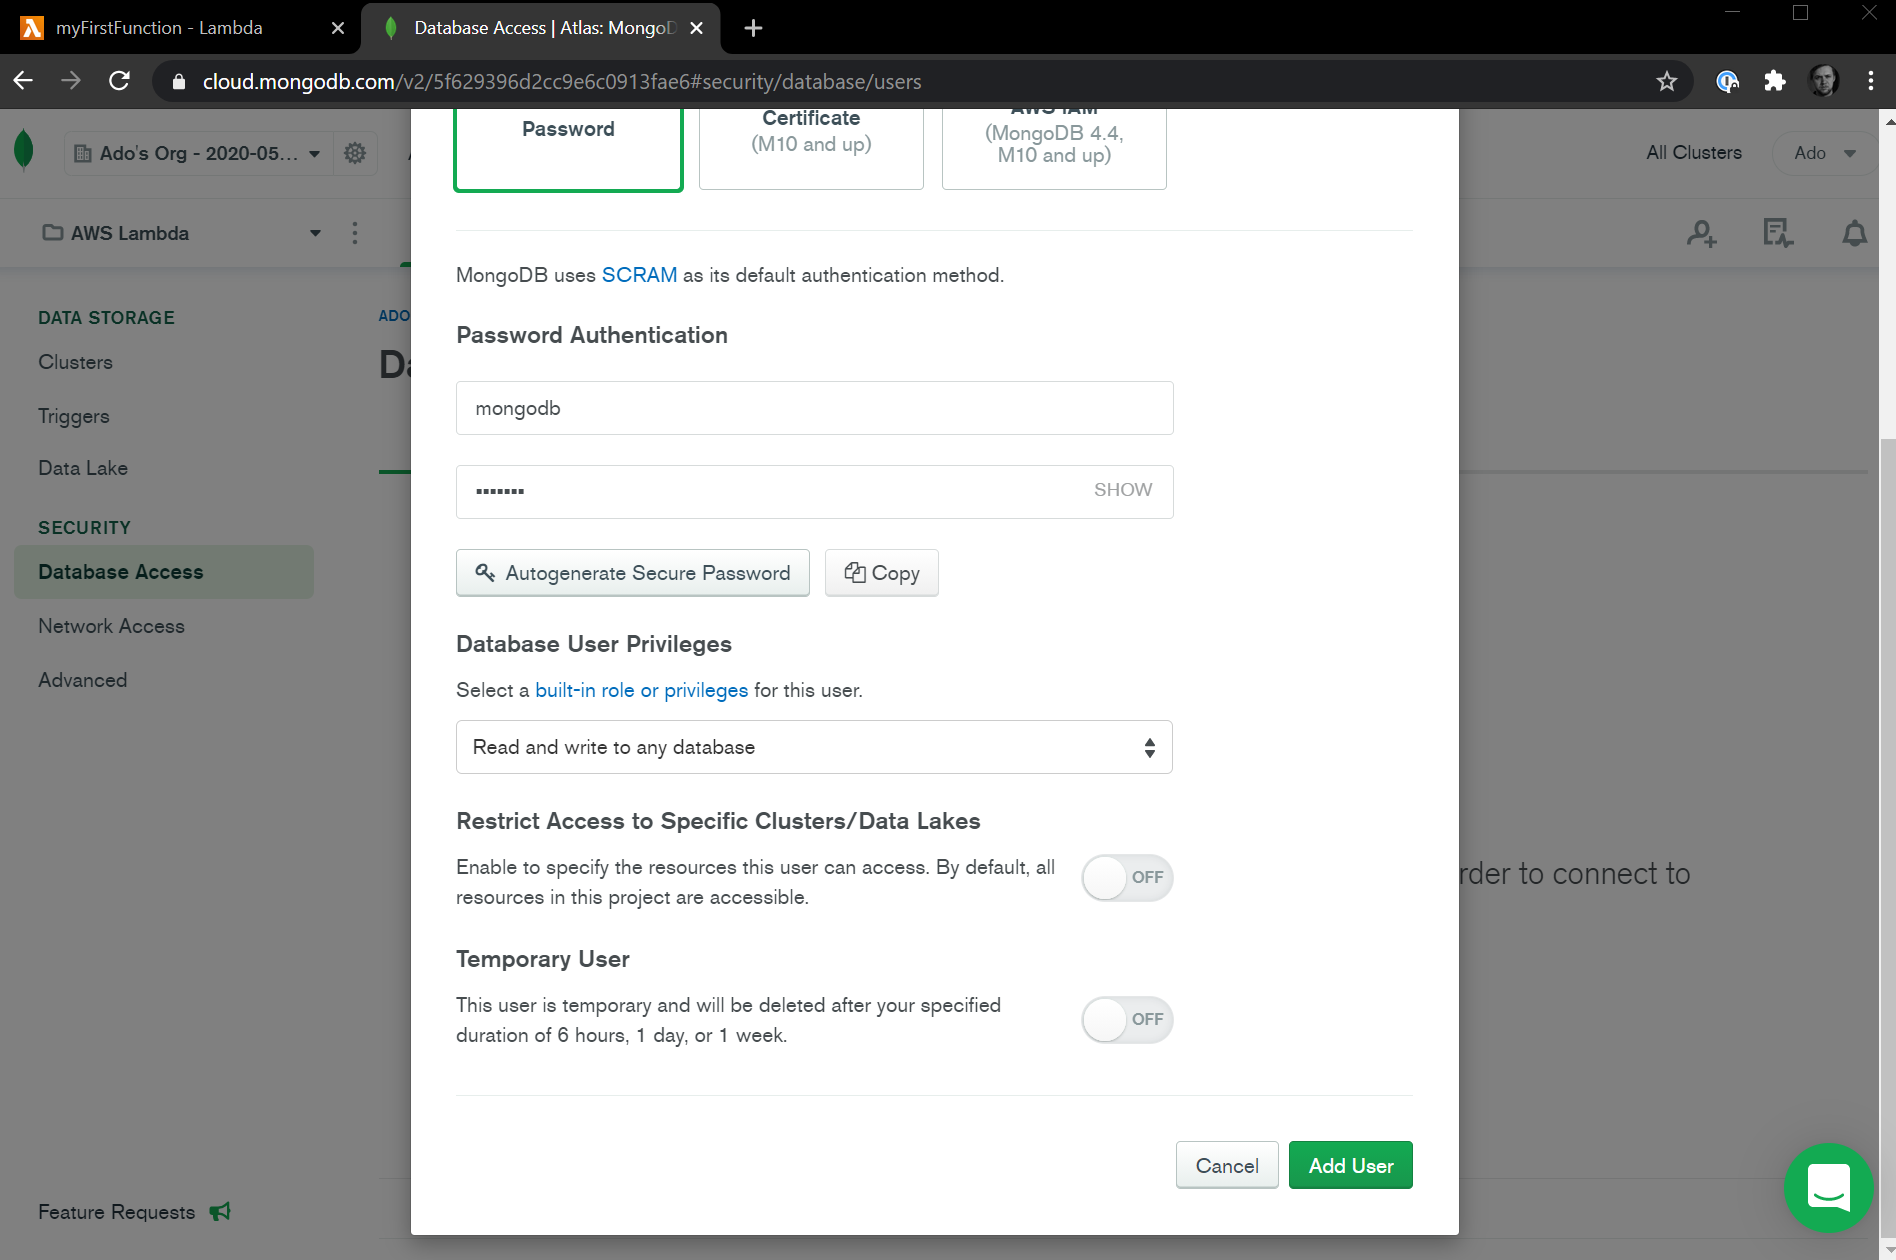 myFirstFunction - Lambda
Database Access | Atlas: MongoD
cloud.mongodb.com/v2/5f629396d2cc9e6c0913fae6#security/database/users
Ado's Org - 2020-05...
All Clusters
Ado
AWS Lambda
DATA STORAGE
Clusters
Triggers
Data Lake
SECURITY
Database Access
Network Access
Advanced
Feature Requests
ADO
Da
Password
Certificate
(M10 and up)
AWS IAM
(MongoDB 4.4,
M10 and up)
MongoDB uses SCRAM as its default authentication method.
Password Authentication
mongodb
•••••••
SHOW
Autogenerate Secure Password
Copy
Database User Privileges
Select a built-in role or privileges for this user.
Read and write to any database
Restrict Access to Specific Clusters/Data Lakes
Enable to specify the resources this user can access. By default, all
resources in this project are accessible.
OFF
Temporary User
This user is temporary and will be deleted after your specified
duration of 6 hours, 1 day, or 1 week.
OFF
Cancel
Add User
rder to connect to